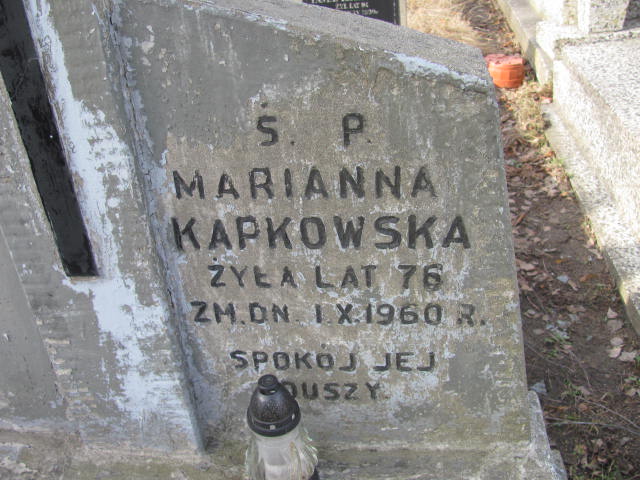 Ś. P.
MARIANNA
KAPKOWSKA
ŻYŁA LAT 76
ZM. DN. 1.X.1960 R.
SPOKÓJ JEJ
DUSZY.